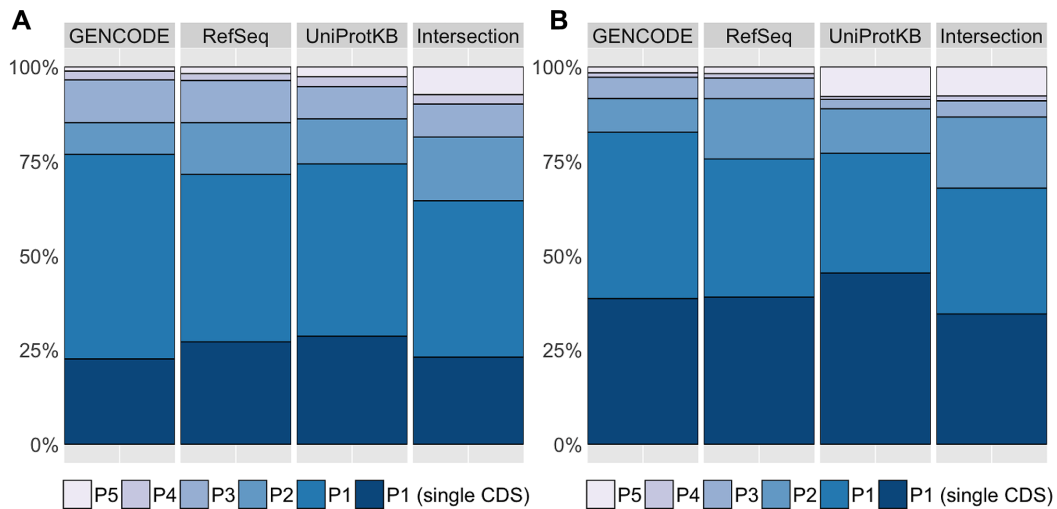 A
GENCODE RefSeq UniProtKB Intersection
100%
75%
50%
25%
0%
P5 P4 P3 P2 P1 P1 (single CDS)
B
GENCODE RefSeq UniProtKB Intersection
100%
75%
50%
25%
0%
P5 P4 P3 P2 P1 P1 (single CDS)